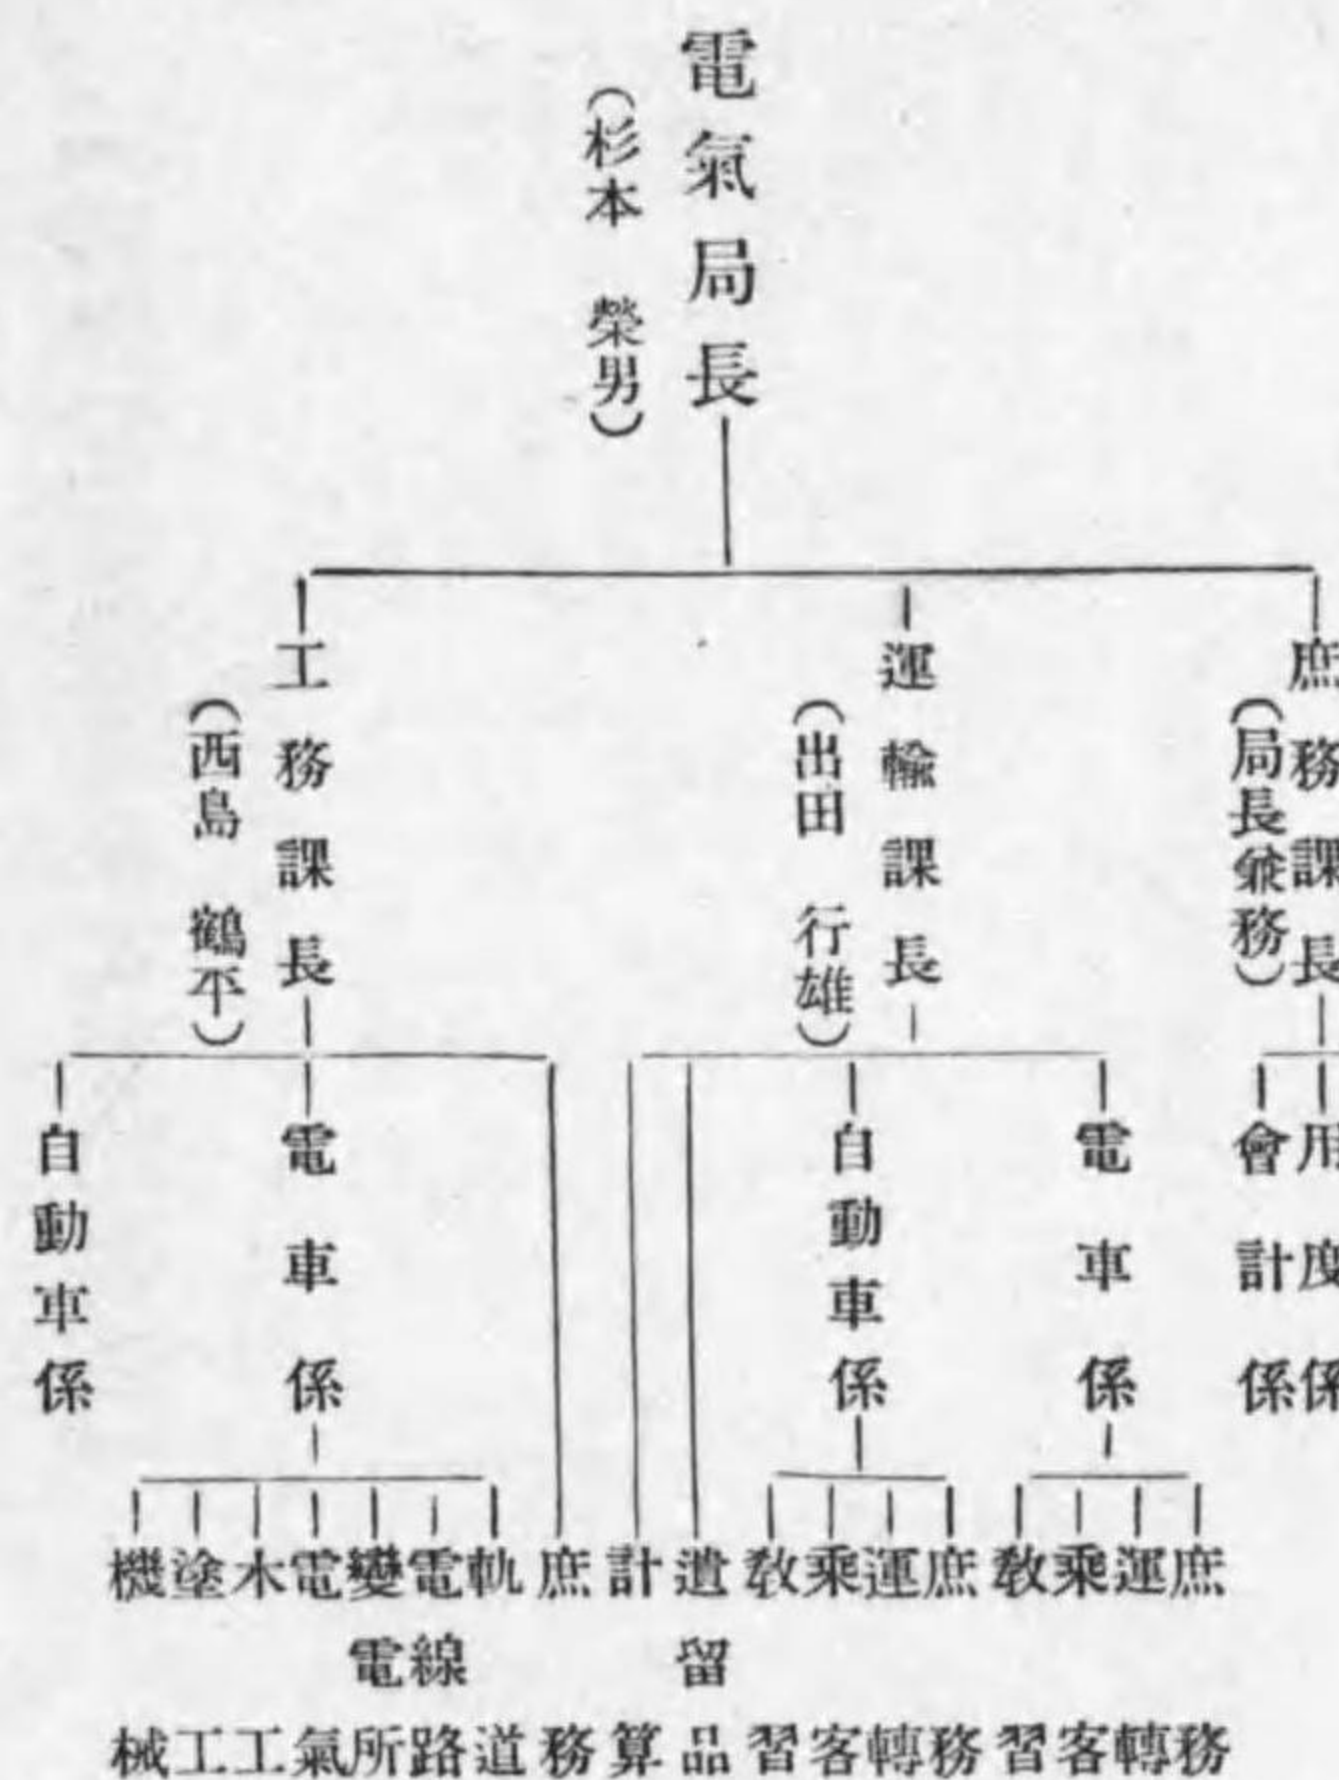 電氣局長
(杉本 榮男)
庶務課長
(局長兼務)
用度係
會計係
運輸課長
(出田 行雄)
電車係
庶務
運轉
乘客
教習
自動車係
庶務
運轉
乘客
教習
遺留品
計算
工務課長
(西島 鶴平)
庶務
電車係
軌道
電線路
變電所
電氣
木工
塗工
機械
自動車係